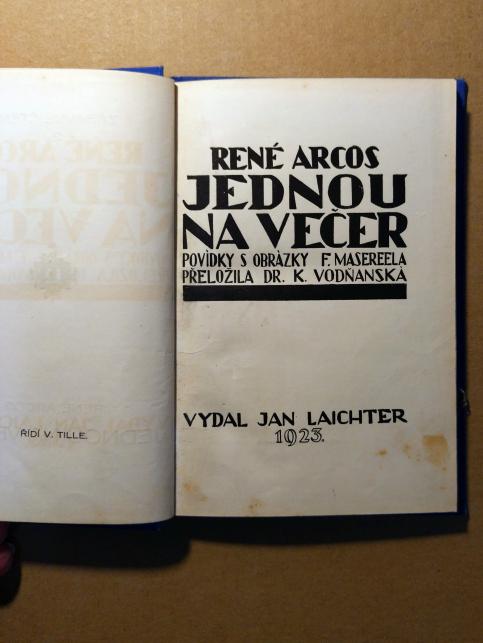 ŘÍDÍ V. TILLE.
RENÉ ARCOS
JEDNOU
NA VEČER
POVÍDKY S OBRÁZKY F. MASEREELA
PŘELOŽILA DR. K. VODŇANSKÁ
VYDAL JAN LAICHTER
1923.